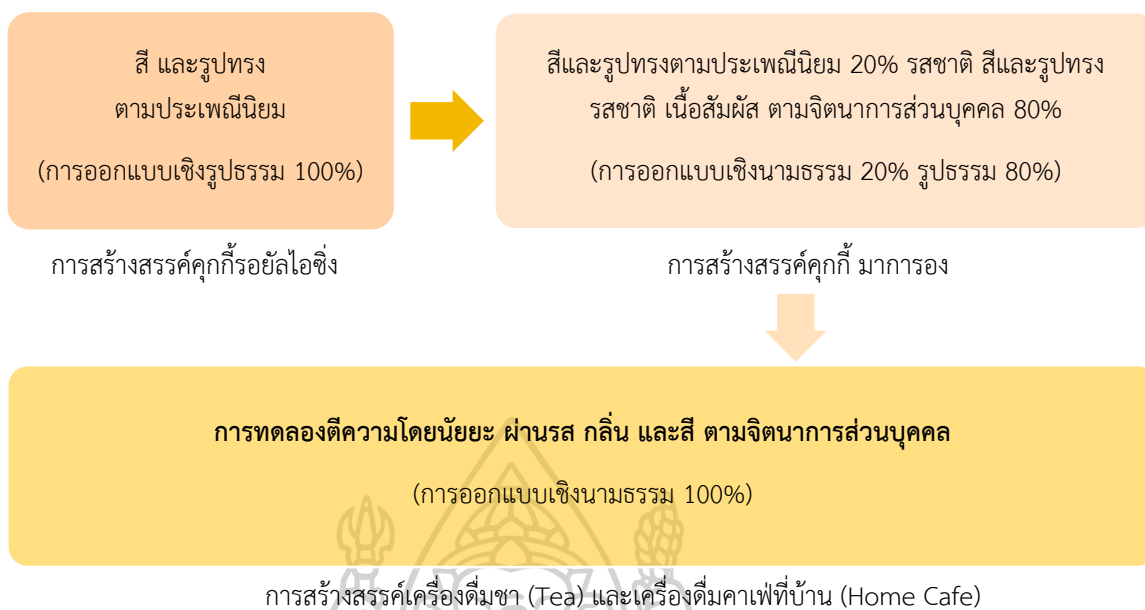 สี และรูปทรง
ตามประเพณีนิยม
(การออกแบบเชิงรูปธรรม 100%)
การสร้างสรรค์คุกกี้รอยัลไอซิ่ง
สีและรูปทรงตามประเพณีนิยม 20% รสชาติ สีและรูปทรง
รสชาติ เนื้อสัมผัส ตามจิตนาการส่วนบุคคล 80%
(การออกแบบเชิงนามธรรม 20% รูปธรรม 80%)
การสร้างสรรค์คุกกี้ มาการอง
การทดลองตีความโดยนัยยะ ผ่านรส กลิ่น และสี ตามจิตนาการส่วนบุคคล
(การออกแบบเชิงนามธรรม 100%)
การสร้างสรรค์เครื่องดื่มชา (Tea) และเครื่องดื่มคาเฟ่ที่บ้าน (Home Cafe)